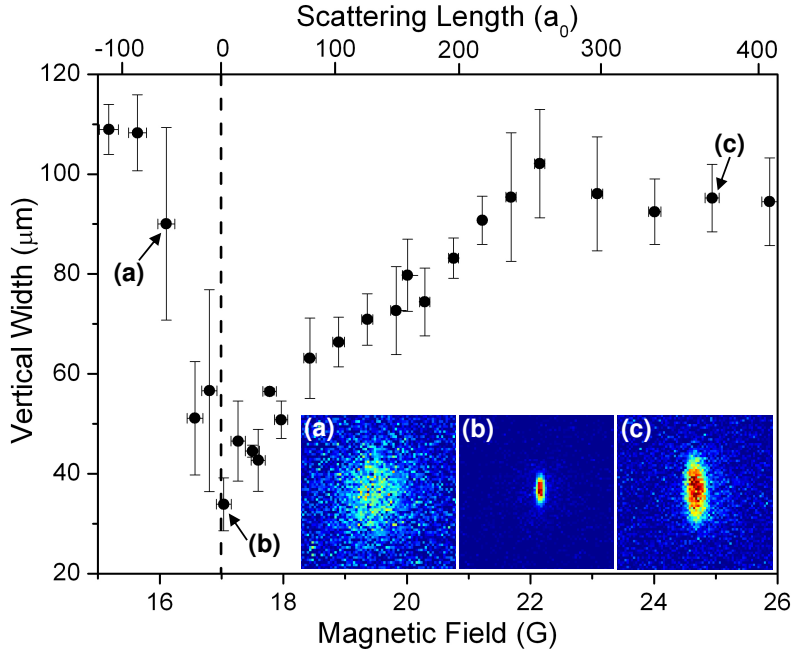 Scattering Length (a₀)
-100 0 100 200 300 400
120
100
80
60
40
20
Vertical Width (μm)
(a)
(b)
(c)
(a) (b) (c)
16 18 20 22 24 26
Magnetic Field (G)